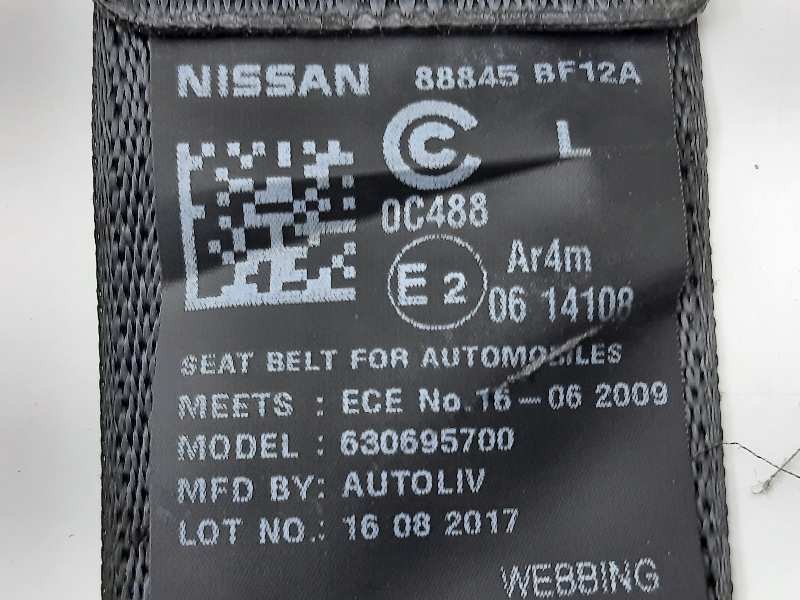 NISSAN 88845 BF12A
C L
0C488
E2 Ar4m
06 14108
SEAT BELT FOR AUTOMOBILES
MEETS : ECE No. 16-06 2009
MODEL : 630695700
MFD BY: AUTOLIV
LOT NO.: 16 08 2017
WEBBING